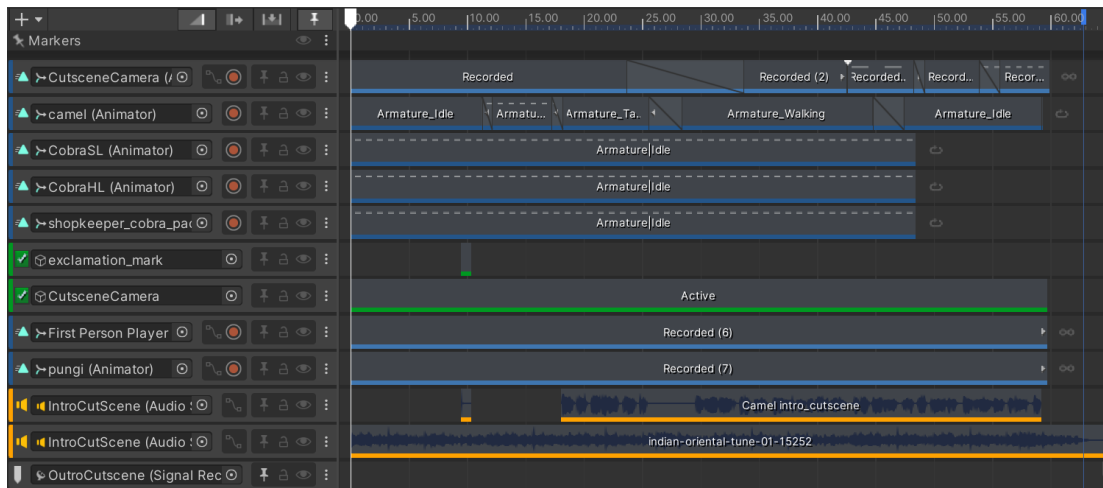 0.00 5.00 10.00 15.00 20.00 25.00 30.00 35.00 40.00 45.00 50.00 55.00 60.00
Markers
CutsceneCamera (A Recorded Recorded (2) Recorded.. Record... Recor...
camel (Animator) Armature_Idle Armatu... Armature_Ta.. Armature_Walking Armature_Idle
CobraSL (Animator) Armature|Idle
CobraHL (Animator) Armature|Idle
shopkeeper_cobra_pac Armature|Idle
exclamation_mark
CutsceneCamera Active
First Person Player Recorded (6)
pungi (Animator) Recorded (7)
IntroCutScene (Audio Camel intro_cutscene
IntroCutScene (Audio indian-oriental-tune-01-15252
OutroCutscene (Signal Rec